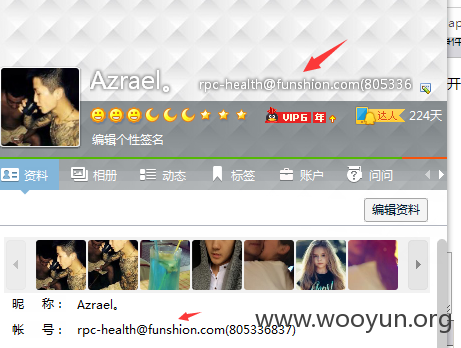 ap
Azrael。
rpc-health@funshion.com(805336
开
VIP6 年
达人 224天
编辑个性签名
资料 相册 动态 标签 账户 问问
编辑资料
昵 称： Azrael。
帐 号： rpc-health@funshion.com(805336837)
www.wooyun.org